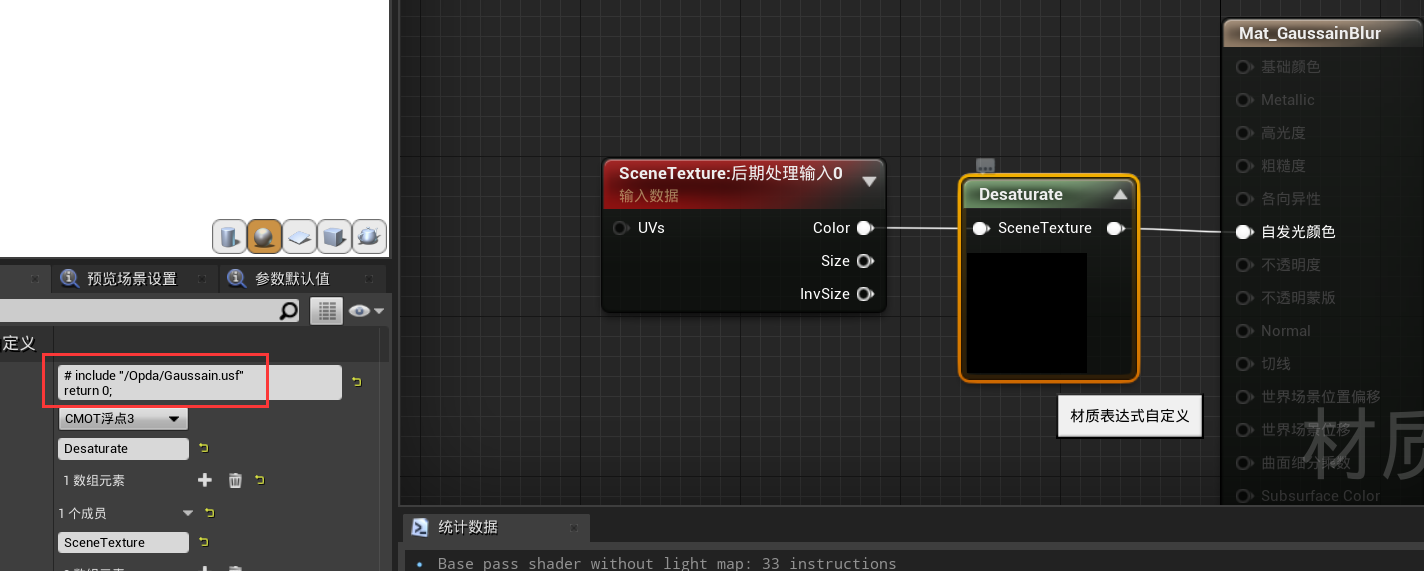 Mat_GaussainBlur
基础颜色
Metallic
高光度
粗糙度
各向异性
自发光颜色
不透明度
不透明蒙版
Normal
切线
世界场景位置偏移
世界场景位移
曲面细分乘数
Subsurface Color
SceneTexture:后期处理输入0
输入数据
UVs
Color
Size
InvSize
Desaturate
SceneTexture
材质表达式自定义
预览场景设置
参数默认值
定义
# include "/Opda/Gaussain.usf"
return 0;
CMOT浮点3
Desaturate
1 数组元素
1 个成员
SceneTexture
统计数据
Base pass shader without light map: 33 instructions